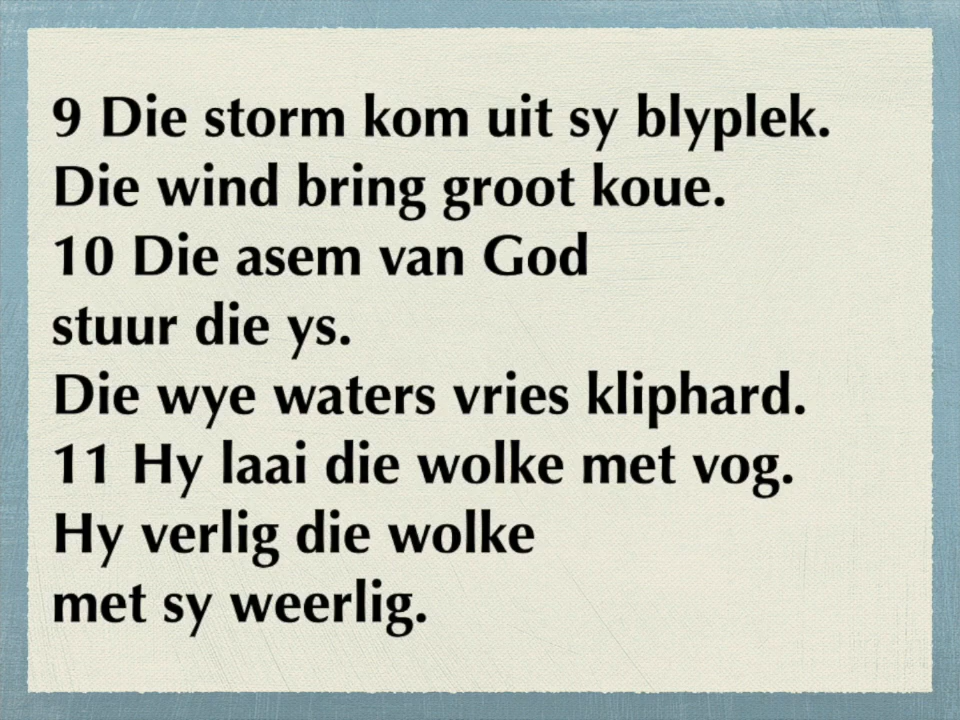 9 Die storm kom uit sy blyplek.
Die wind bring groot koue.
10 Die asem van God
stuur die ys.
Die wye waters vries kliphard.
11 Hy laai die wolke met vog.
Hy verlig die wolke
met sy weerlig.